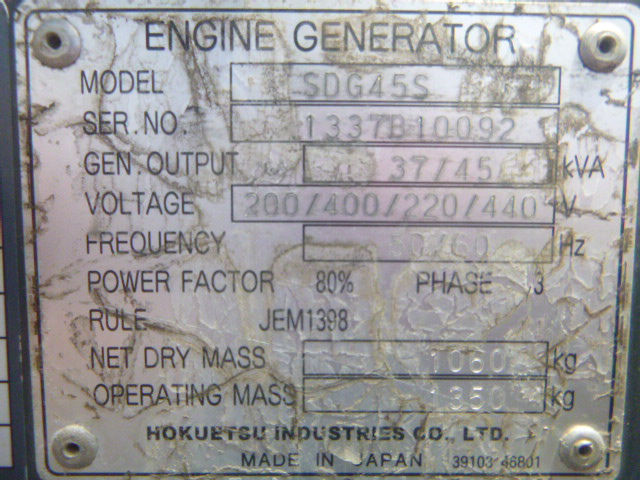 ENGINE GENERATOR
MODEL SDG45S
SER.NO. 1337B10092
GEN.OUTPUT 37/45 kVA
VOLTAGE 200/400/220/440 V
FREQUENCY 50/60 Hz
POWER FACTOR 80% PHASE 3
RULE JEM1398
NET DRY MASS 1060 kg
OPERATING MASS 1350 kg
HOKUETSU INDUSTRIES CO., LTD.
MADE IN JAPAN 39103 46801